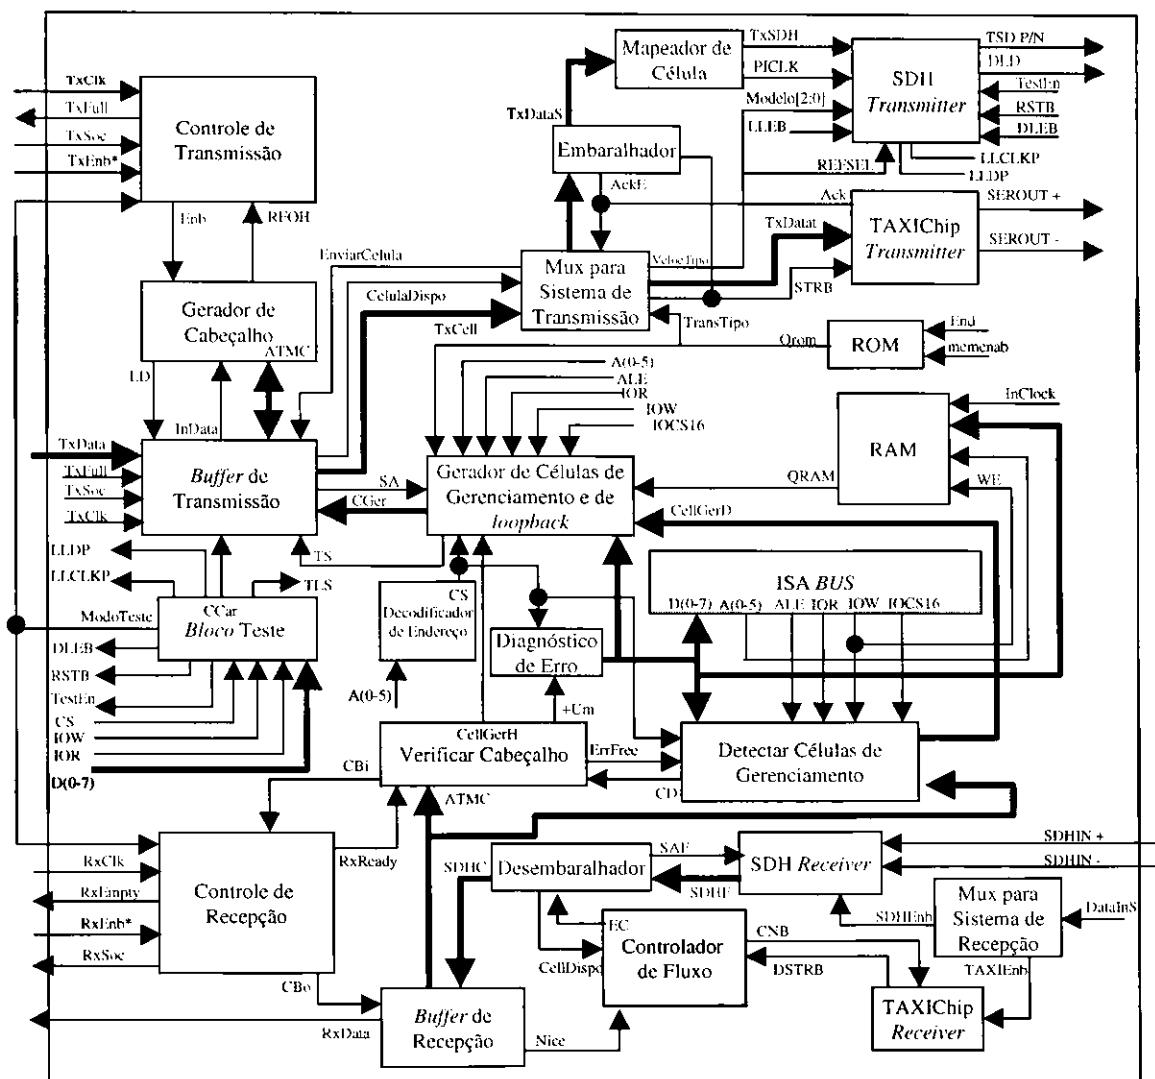 TxClk
TxFull
TxSoc
TxEnb*
Controle de
Transmissão
Mapeador de
Célula
TxSDH
PICLK
Modelo[2:0]
LLEB
SDH
Transmitter
TSD P/N
DLD
TestEn
RSTB
DLEB
LLCLKP
LLDP
REFSEL
TxDataS
Embaralhador
AckE
Ack
TxDatat
TAXIChip
Transmitter
SEROUT +
SEROUT -
STRB
Enb
RFOH
EnviarCelula
CelulaDispo
TxCell
Mux para
Sistema de
Transmissão
VelocTipo
TransTipo
Gerador de
Cabeçalho
ATMC
LD
InData
Qrom
ROM
End
memenab
A(0-5)
ALE
IOR
IOW
IOCS16
InClock
RAM
QRAM
WE
TxData
TxFull
TxSoc
TxClk
Buffer de
Transmissão
SA
CGer
TS
Gerador de Células de
Gerenciamento e de
loopback
CellGerD
LLDP
LLCLKP
TLS
CCar
Bloco Teste
ModoTeste
DLEB
RSTB
TestEn
CS
IOW
IOR
D(0-7)
CS
Decodificador
de Endereço
A(0-5)
Diagnóstico
de Erro
+Um
ISA BUS
D(0-7) A(0-5) ALE IOR IOW IOCS16
CellGerH
Verificar Cabeçalho
ErrFree
CD
CBi
ATMC
Detectar Células de
Gerenciamento
RxClk
RxEmpty
RxEnb*
RxSoc
Controle de
Recepção
RxReady
CBo
RxData
SDHC
Desembaralhador
SAF
SDHF
SDH Receiver
SDHIN +
SDHIN -
SDHEnb
Mux para
Sistema de
Recepção
DataInS
TAXIEnb
EC
CellDispo
Controlador
de Fluxo
CNB
DSTRB
TAXIChip
Receiver
Buffer de
Recepção
Nice